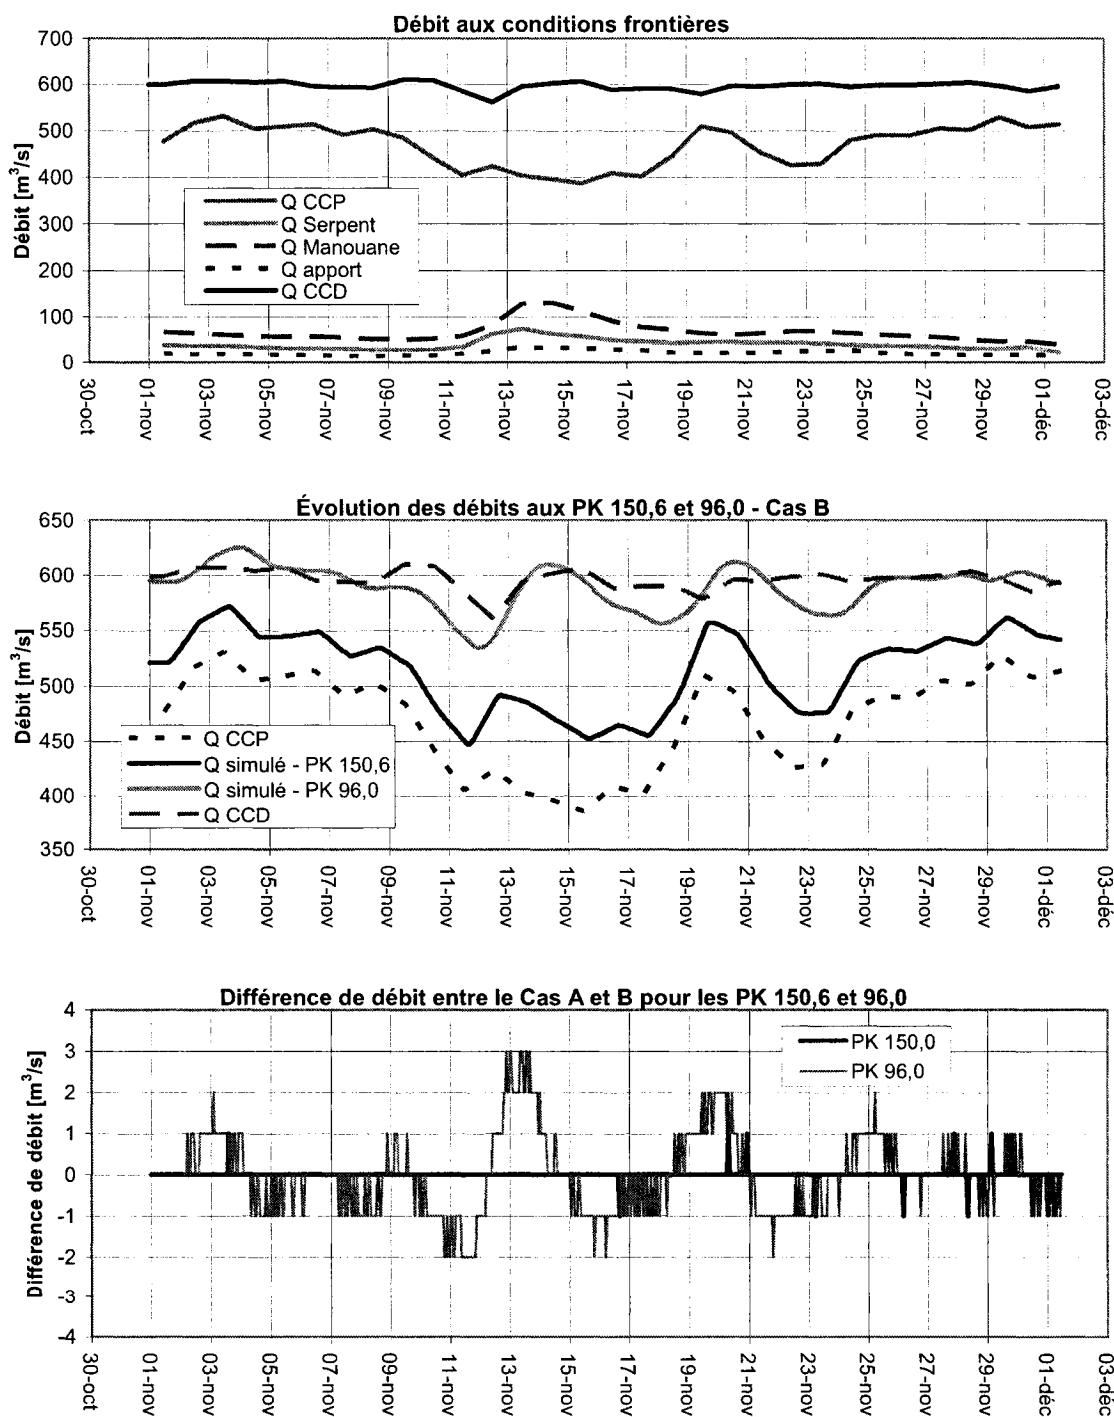 Débit aux conditions frontières
Débit [m³/s]
700
600
500
400
300
200
100
0
Q CCP
Q Serpent
Q Manouane
Q apport
Q CCD
30-oct
01-nov
03-nov
05-nov
07-nov
09-nov
11-nov
13-nov
15-nov
17-nov
19-nov
21-nov
23-nov
25-nov
27-nov
29-nov
01-déc
03-déc
Évolution des débits aux PK 150,6 et 96,0 - Cas B
Débit [m³/s]
650
600
550
500
450
400
350
Q CCP
Q simulé - PK 150,6
Q simulé - PK 96,0
Q CCD
30-oct
01-nov
03-nov
05-nov
07-nov
09-nov
11-nov
13-nov
15-nov
17-nov
19-nov
21-nov
23-nov
25-nov
27-nov
29-nov
01-déc
03-déc
Différence de débit entre le Cas A et B pour les PK 150,6 et 96,0
Différence de débit [m³/s]
4
3
2
1
0
-1
-2
-3
-4
PK 150,0
PK 96,0
30-oct
01-nov
03-nov
05-nov
07-nov
09-nov
11-nov
13-nov
15-nov
17-nov
19-nov
21-nov
23-nov
25-nov
27-nov
29-nov
01-déc
03-déc